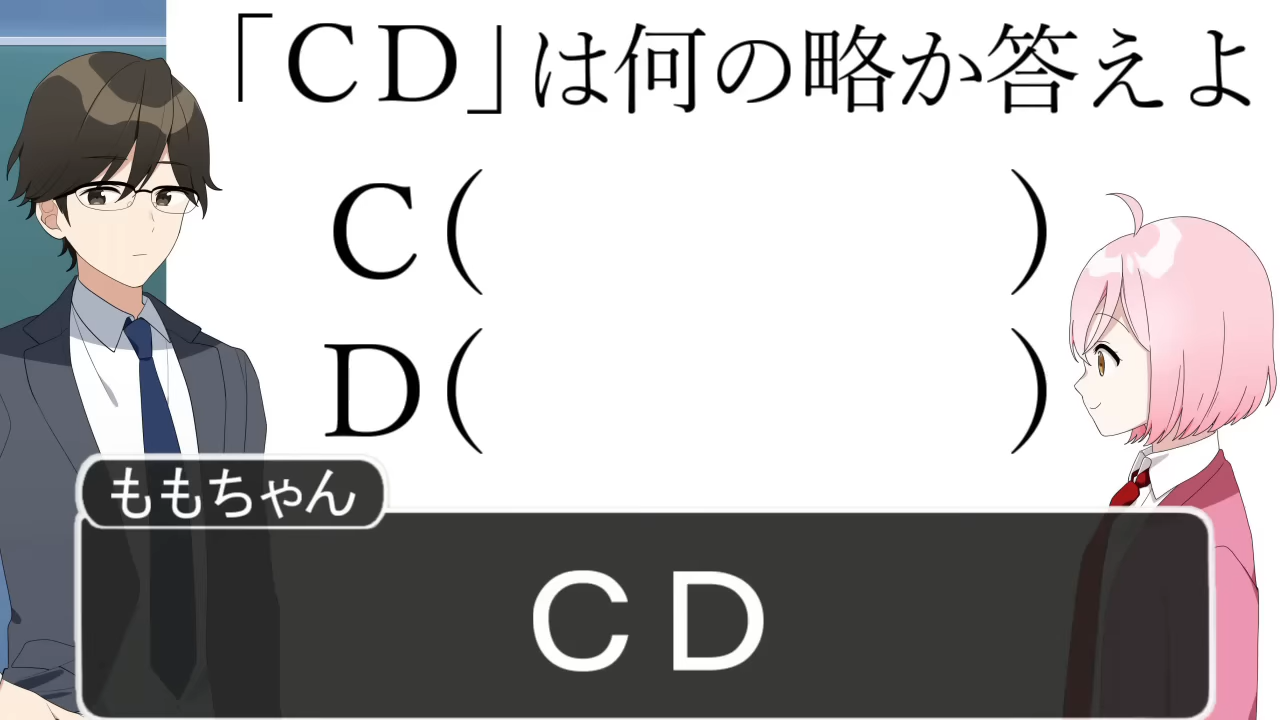 「ＣＤ」は何の略か答えよ
Ｃ(　　　　　　　)
Ｄ(　　　　　　　)
ももちゃん
ＣＤ